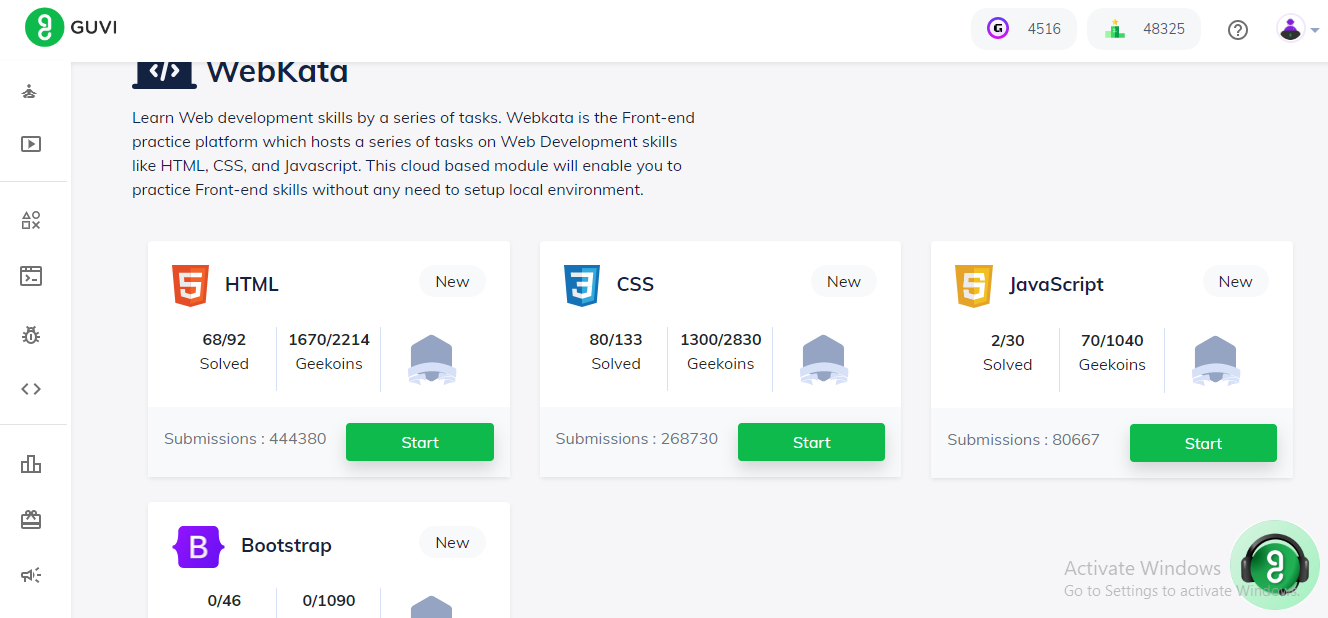 GUVI
4516
48325
WebKata
Learn Web development skills by a series of tasks. Webkata is the Front-end
practice platform which hosts a series of tasks on Web Development skills
like HTML, CSS, and Javascript. This cloud based module will enable you to
practice Front-end skills without any need to setup local environment.
HTML
New
68/92
Solved
1670/2214
Geekoins
Submissions : 444380
Start
CSS
New
80/133
Solved
1300/2830
Geekoins
Submissions : 268730
Start
JavaScript
New
2/30
Solved
70/1040
Geekoins
Submissions : 80667
Start
B
Bootstrap
New
0/46
0/1090
Activate Windows
Go to Settings to activate Windows.